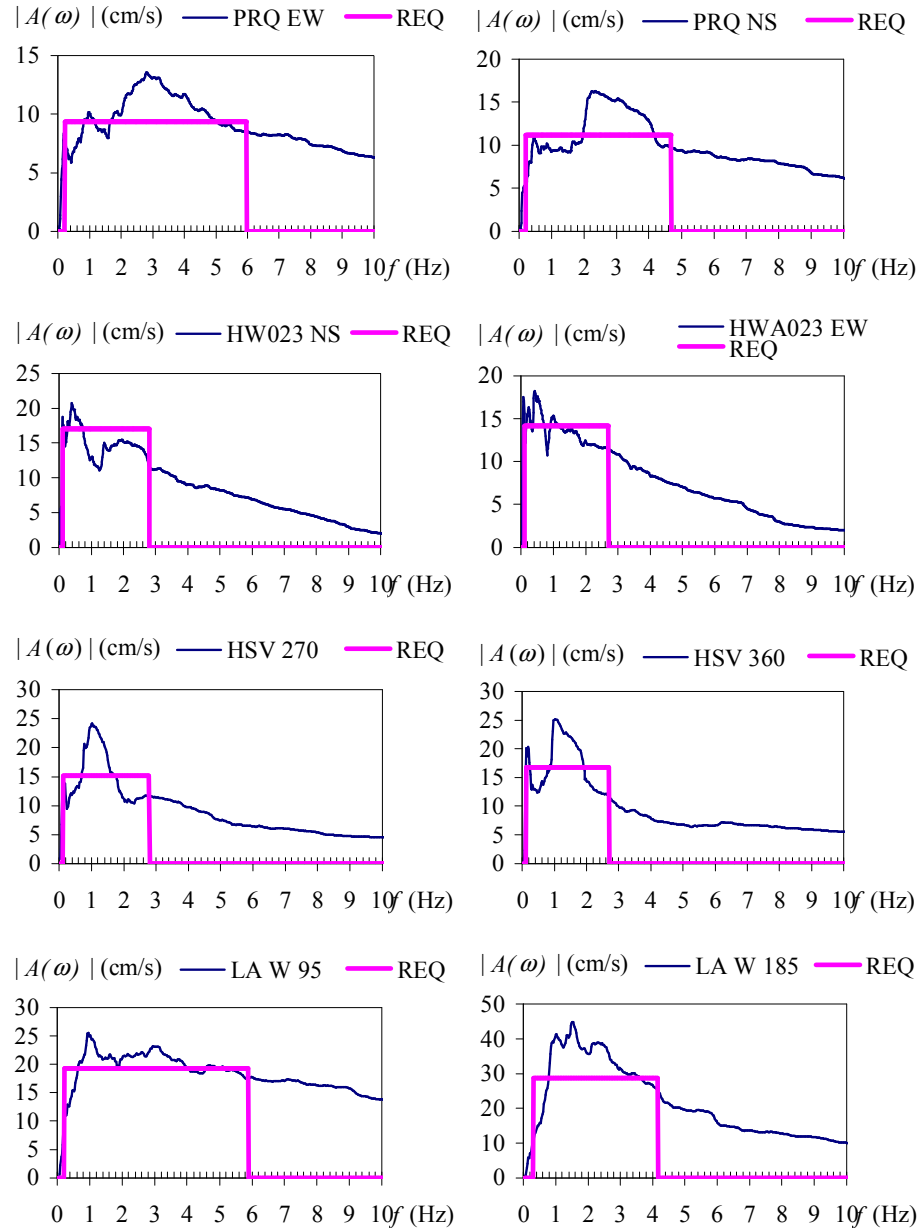 | A(ω) | (cm/s) PRQ EW REQ
15
10
5
0
0 1 2 3 4 5 6 7 8 9 10 f (Hz)
| A(ω) | (cm/s) PRQ NS REQ
20
15
10
5
0
0 1 2 3 4 5 6 7 8 9 10 f (Hz)
| A(ω) | (cm/s) HW023 NS REQ
25
20
15
10
5
0
0 1 2 3 4 5 6 7 8 9 10 f (Hz)
| A(ω) | (cm/s) HWA023 EW
REQ
20
15
10
5
0
0 1 2 3 4 5 6 7 8 9 10 f (Hz)
| A(ω) | (cm/s) HSV 270 REQ
30
25
20
15
10
5
0
0 1 2 3 4 5 6 7 8 9 10 f (Hz)
| A(ω) | (cm/s) HSV 360 REQ
30
25
20
15
10
5
0
0 1 2 3 4 5 6 7 8 9 10 f (Hz)
| A(ω) | (cm/s) LA W 95 REQ
30
25
20
15
10
5
0
0 1 2 3 4 5 6 7 8 9 10 f (Hz)
| A(ω) | (cm/s) LA W 185 REQ
50
40
30
20
10
0
0 1 2 3 4 5 6 7 8 9 10 f (Hz)